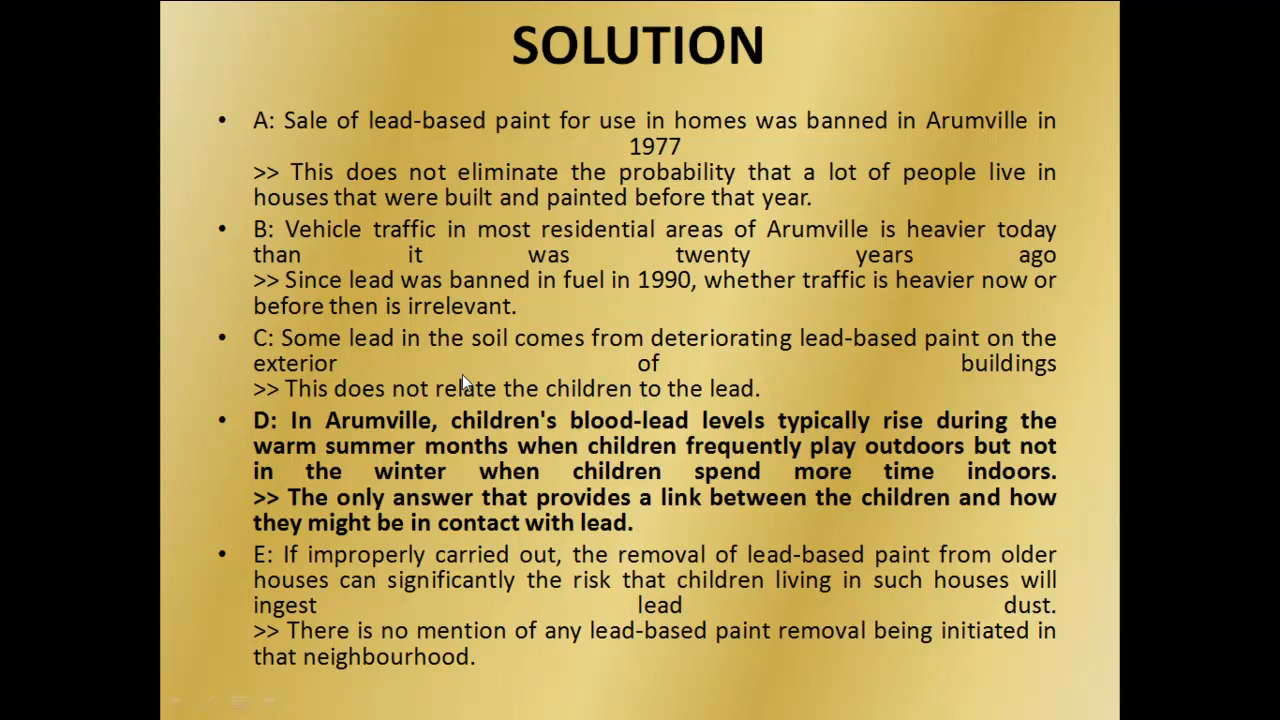 SOLUTION
• A: Sale of lead-based paint for use in homes was banned in Arumville in
1977
>> This does not eliminate the probability that a lot of people live in
houses that were built and painted before that year.
• B: Vehicle traffic in most residential areas of Arumville is heavier today
than it was twenty years ago
>> Since lead was banned in fuel in 1990, whether traffic is heavier now or
before then is irrelevant.
• C: Some lead in the soil comes from deteriorating lead-based paint on the
exterior of buildings
>> This does not relate the children to the lead.
• D: In Arumville, children's blood-lead levels typically rise during the
warm summer months when children frequently play outdoors but not
in the winter when children spend more time indoors.
>> The only answer that provides a link between the children and how
they might be in contact with lead.
• E: If improperly carried out, the removal of lead-based paint from older
houses can significantly the risk that children living in such houses will
ingest lead dust.
>> There is no mention of any lead-based paint removal being initiated in
that neighbourhood.